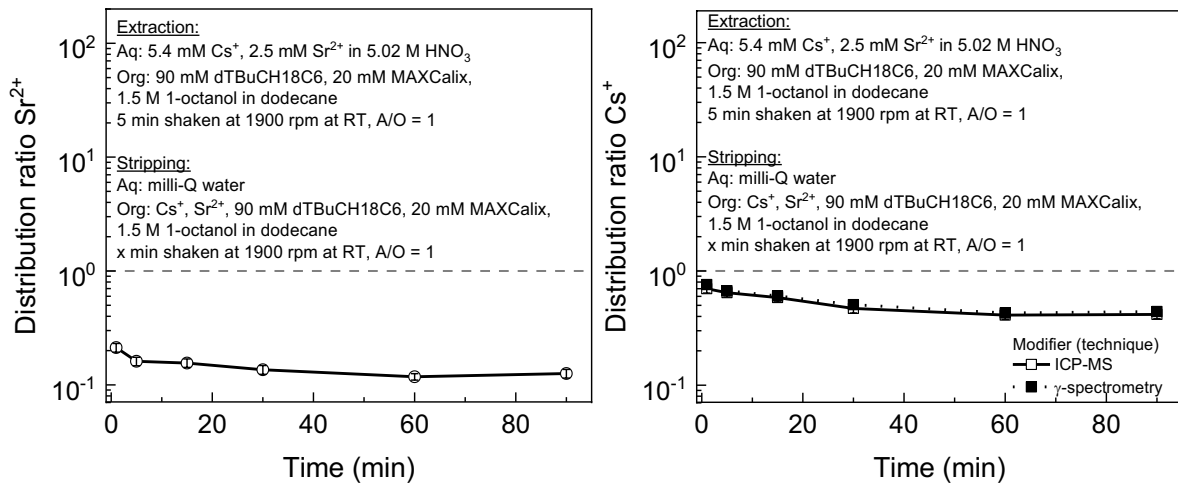 Extraction:
Aq: 5.4 mM Cs⁺, 2.5 mM Sr²⁺ in 5.02 M HNO₃
Org: 90 mM dTBuCH18C6, 20 mM MAXCalix,
1.5 M 1-octanol in dodecane
5 min shaken at 1900 rpm at RT, A/O = 1
Stripping:
Aq: milli-Q water
Org: Cs⁺, Sr²⁺, 90 mM dTBuCH18C6, 20 mM MAXCalix,
1.5 M 1-octanol in dodecane
x min shaken at 1900 rpm at RT, A/O = 1
Distribution ratio Sr²⁺
10²
10¹
10⁰
10⁻¹
0 20 40 60 80
Time (min)
Extraction:
Aq: 5.4 mM Cs⁺, 2.5 mM Sr²⁺ in 5.02 M HNO₃
Org: 90 mM dTBuCH18C6, 20 mM MAXCalix,
1.5 M 1-octanol in dodecane
5 min shaken at 1900 rpm at RT, A/O = 1
Stripping:
Aq: milli-Q water
Org: Cs⁺, Sr²⁺, 90 mM dTBuCH18C6, 20 mM MAXCalix,
1.5 M 1-octanol in dodecane
x min shaken at 1900 rpm at RT, A/O = 1
Distribution ratio Cs⁺
10²
10¹
10⁰
10⁻¹
Modifier (technique)
ICP-MS
γ-spectrometry
0 20 40 60 80
Time (min)